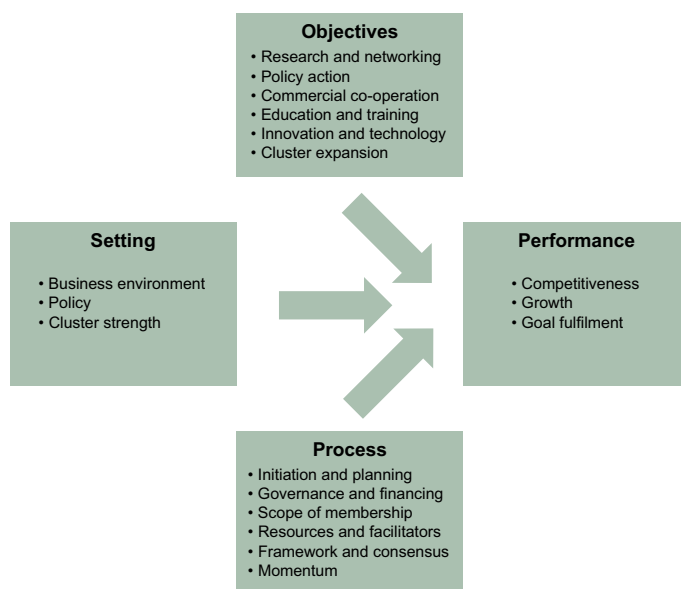 Objectives
• Research and networking
• Policy action
• Commercial co-operation
• Education and training
• Innovation and technology
• Cluster expansion
Setting
• Business environment
• Policy
• Cluster strength
Performance
• Competitiveness
• Growth
• Goal fulfilment
Process
• Initiation and planning
• Governance and financing
• Scope of membership
• Resources and facilitators
• Framework and consensus
• Momentum